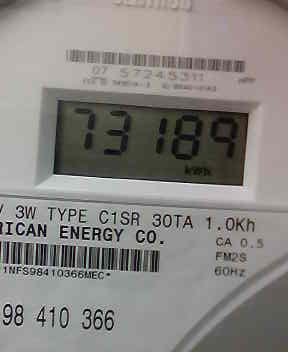 07 57245311
73189
kWh
V 3W TYPE C1SR 30TA 1.0Kh
RICAN ENERGY CO.
CA 0.5
FM2S
60Hz
1NFS98410366MEC*
98 410 366